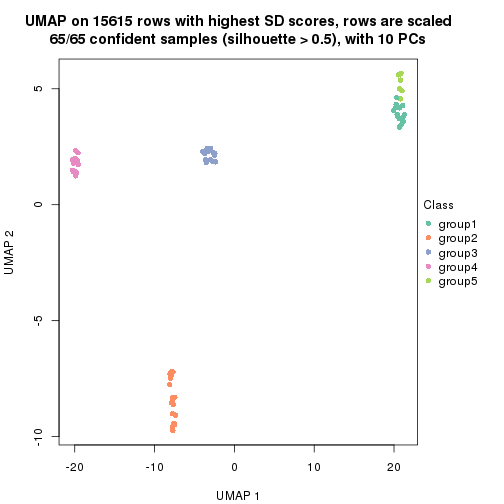 UMAP on 15615 rows with highest SD scores, rows are scaled
65/65 confident samples (silhouette > 0.5), with 10 PCs
5
0
-5
-10
UMAP 2
-20
-10
0
10
20
UMAP 1
Class
group1
group2
group3
group4
group5